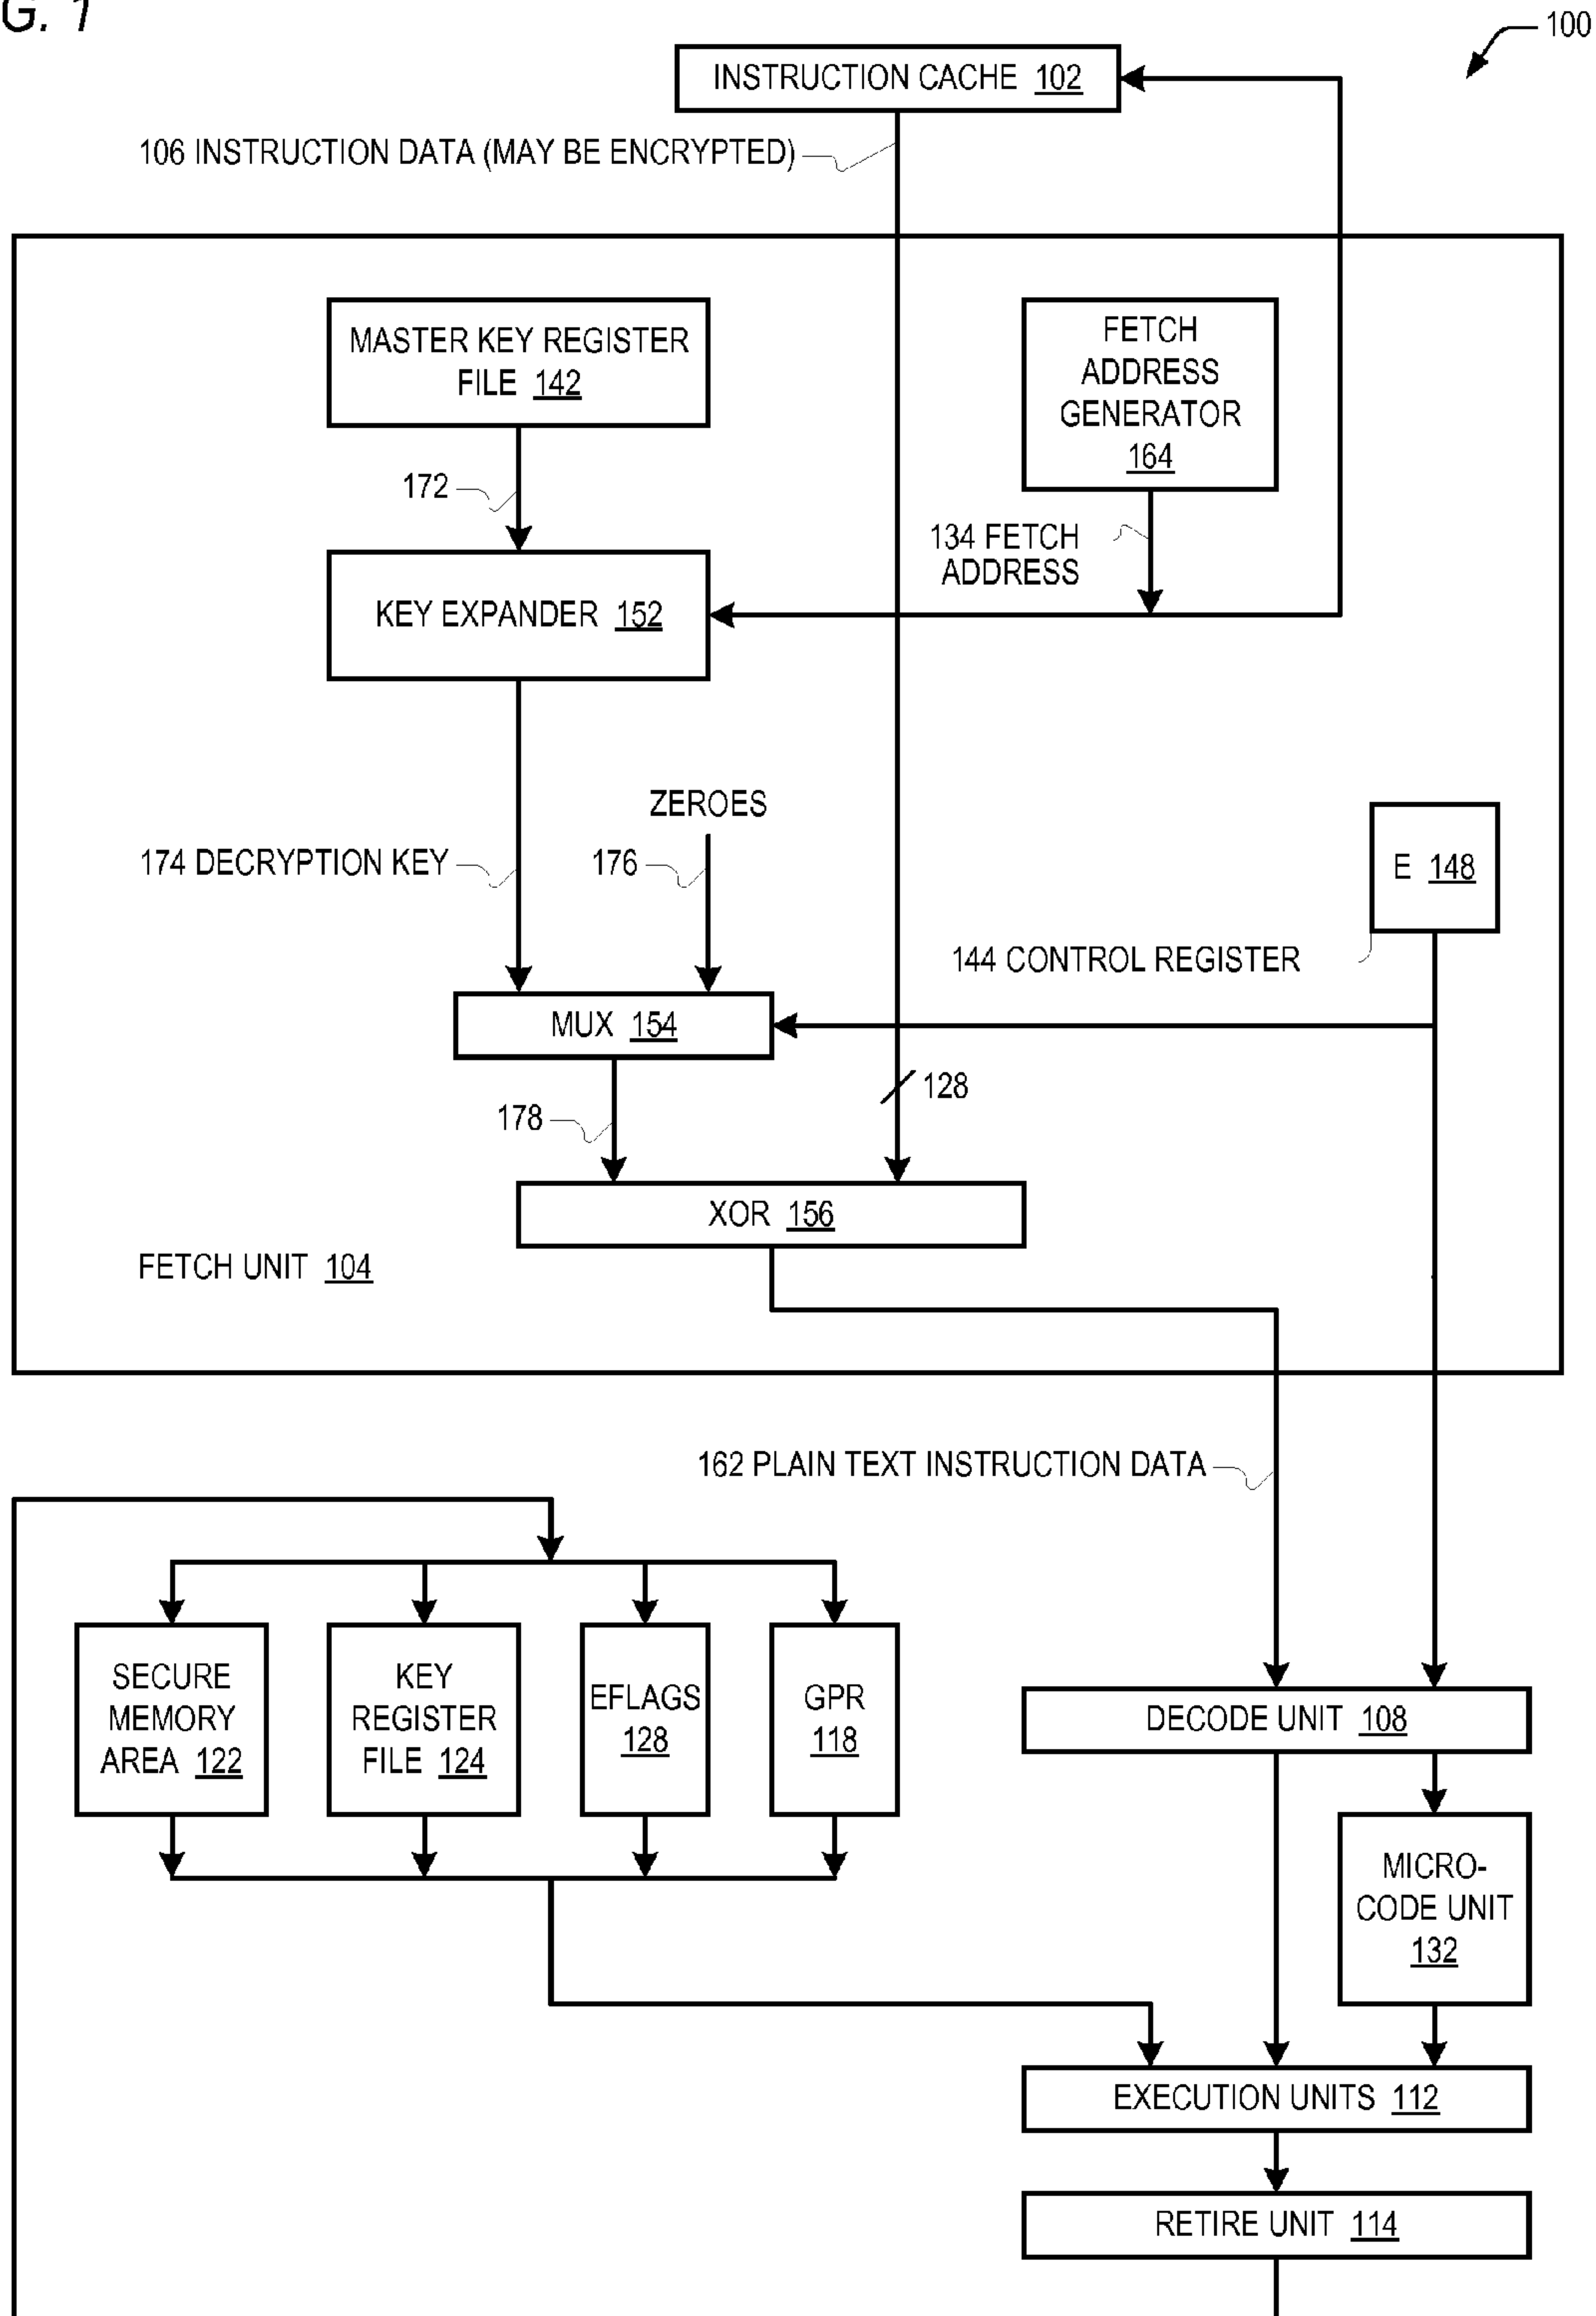 G. 1
100
INSTRUCTION CACHE 102
106 INSTRUCTION DATA (MAY BE ENCRYPTED)
MASTER KEY REGISTER
FILE 142
FETCH
ADDRESS
GENERATOR
164
172
134 FETCH
ADDRESS
KEY EXPANDER 152
ZEROES
174 DECRYPTION KEY
176
E 148
144 CONTROL REGISTER
MUX 154
128
178
XOR 156
FETCH UNIT 104
162 PLAIN TEXT INSTRUCTION DATA
SECURE
MEMORY
AREA 122
KEY
REGISTER
FILE 124
EFLAGS
128
GPR
118
DECODE UNIT 108
MICRO-
CODE UNIT
132
EXECUTION UNITS 112
RETIRE UNIT 114